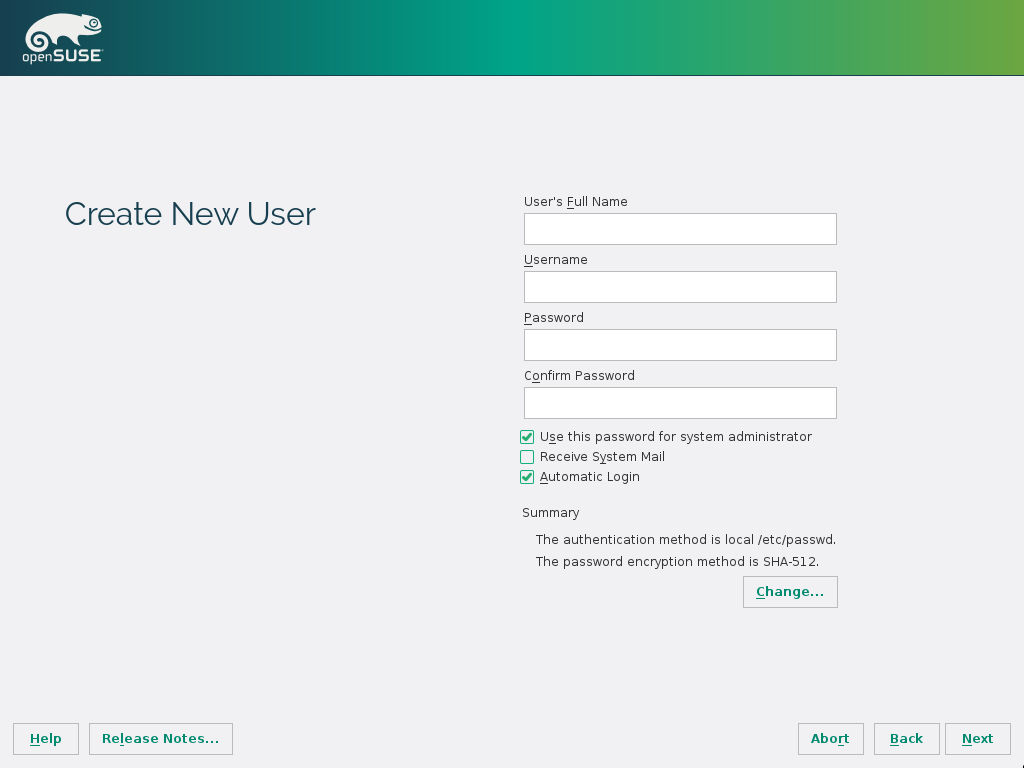 openSUSE
Create New User
User's Full Name
Username
Password
Confirm Password
Use this password for system administrator
Receive System Mail
Automatic Login
Summary
The authentication method is local /etc/passwd.
The password encryption method is SHA-512.
Change...
Help
Release Notes...
Abort
Back
Next